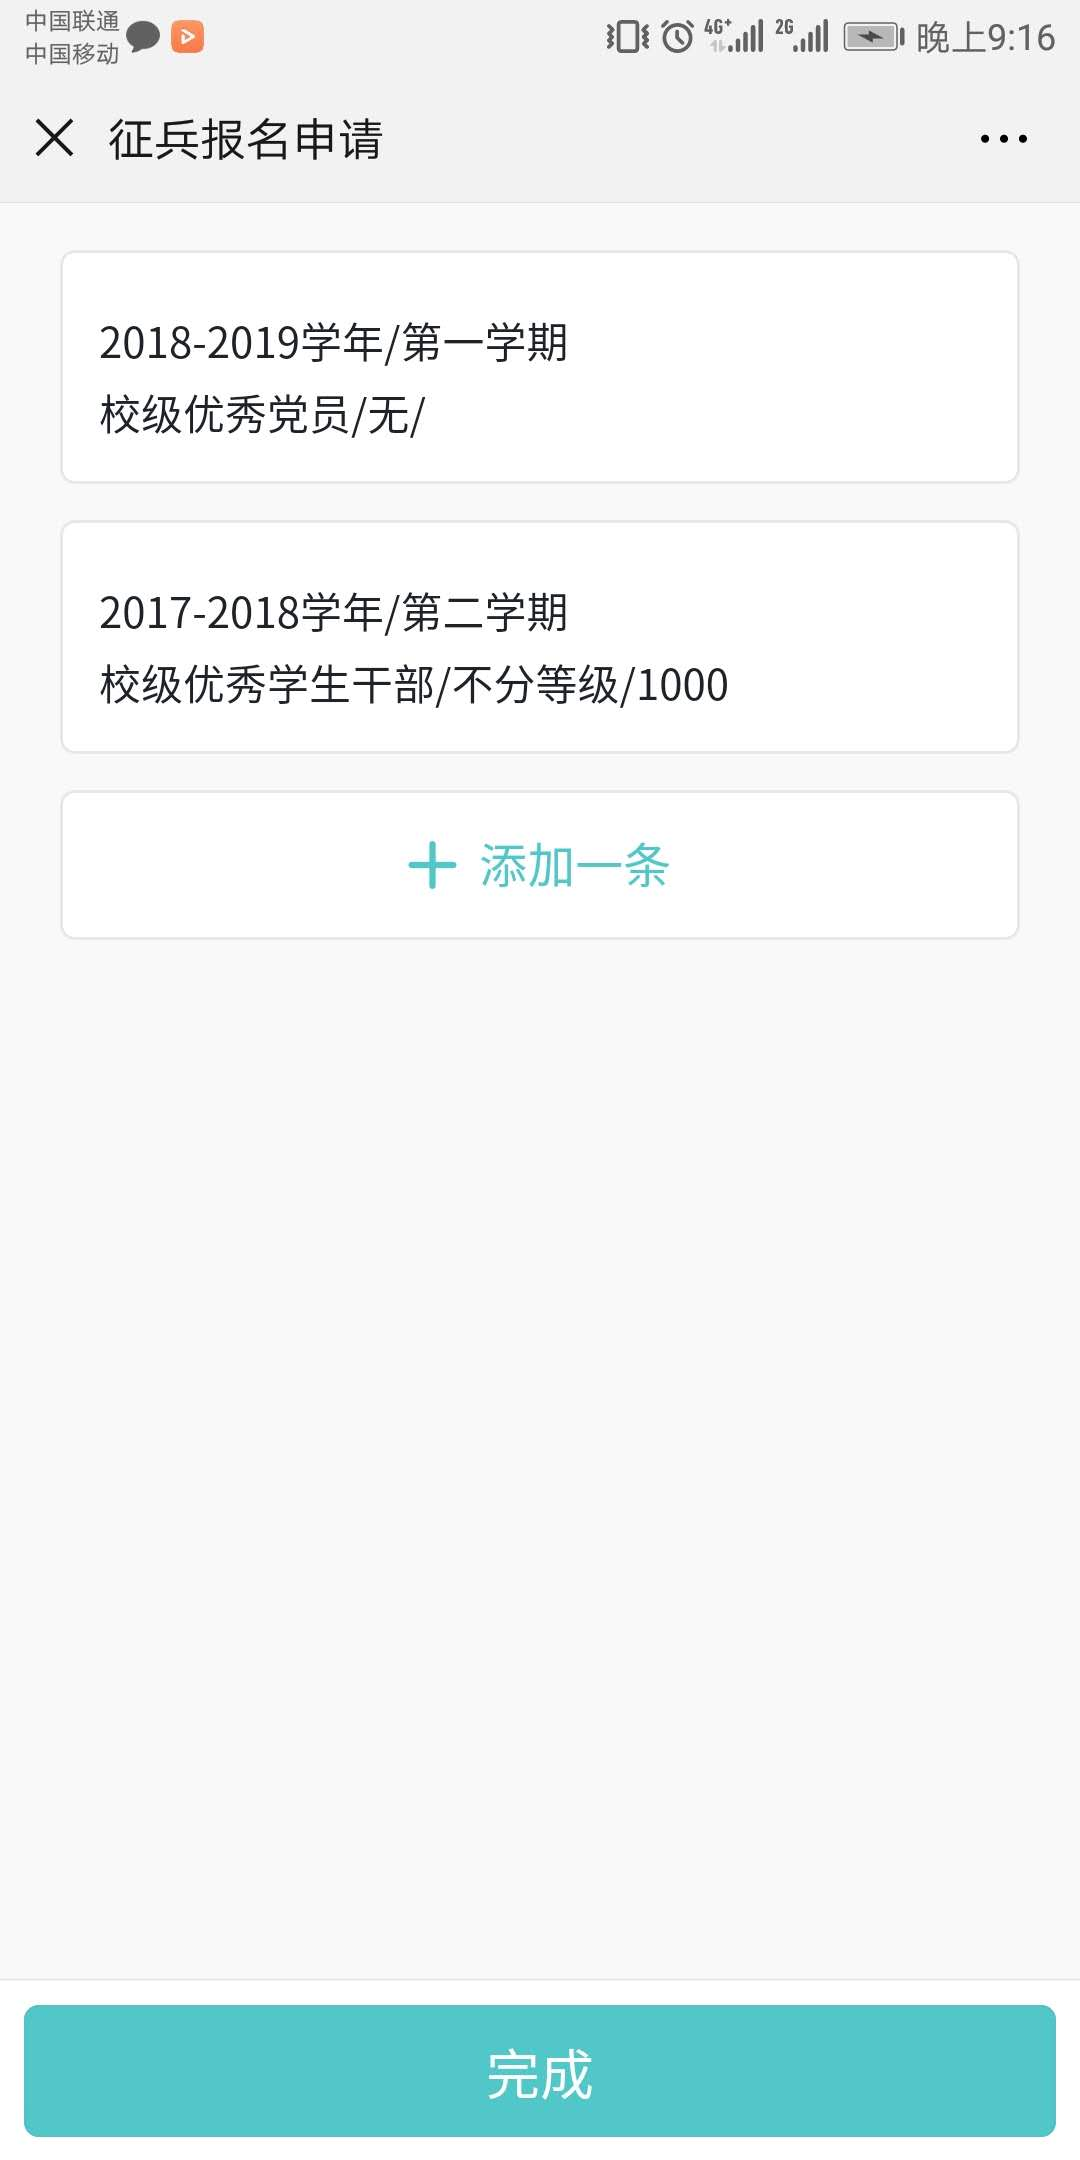 中国联通
中国移动
4G+
2G
晚上9:16
征兵报名申请
2018-2019学年/第一学期
校级优秀党员/无/
2017-2018学年/第二学期
校级优秀学生干部/不分等级/1000
添加一条
完成